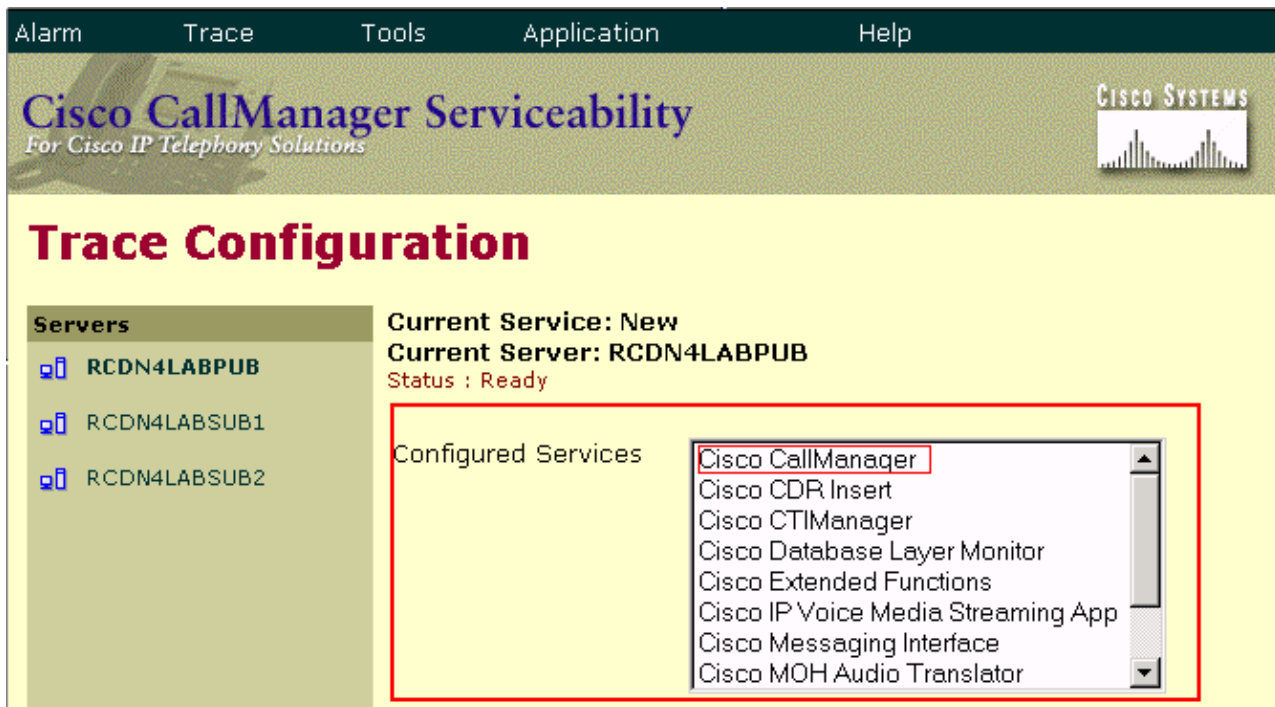 Alarm Trace Tools Application Help
Cisco CallManager Serviceability
For Cisco IP Telephony Solutions
CISCO SYSTEMS
Trace Configuration
Servers
RCDN4LABPUB
RCDN4LABSUB1
RCDN4LABSUB2
Current Service: New
Current Server: RCDN4LABPUB
Status : Ready
Configured Services
Cisco CallManager
Cisco CDR Insert
Cisco CTIManager
Cisco Database Layer Monitor
Cisco Extended Functions
Cisco IP Voice Media Streaming App
Cisco Messaging Interface
Cisco MOH Audio Translator